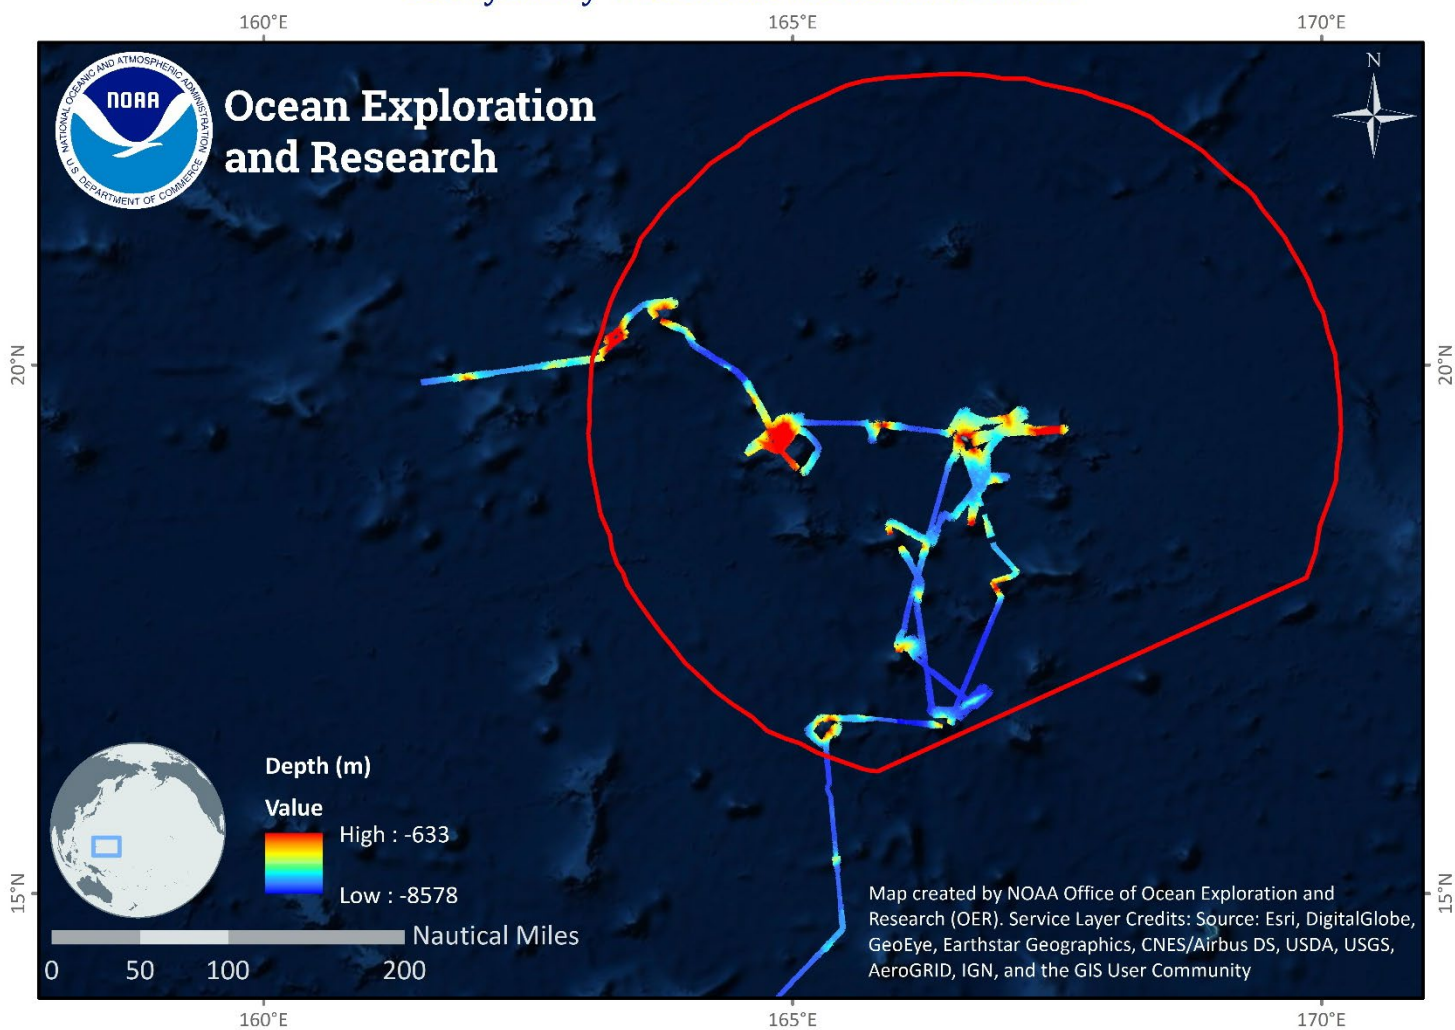 160°E
165°E
170°E
NATIONAL OCEANIC AND ATMOSPHERIC ADMINISTRATION
NOAA
U.S. DEPARTMENT OF COMMERCE
Ocean Exploration
and Research
N
20°N
20°N
Depth (m)
Value
High : -633
Low : -8578
15°N
15°N
Nautical Miles
0 50 100 200
Map created by NOAA Office of Ocean Exploration and
Research (OER). Service Layer Credits: Source: Esri, DigitalGlobe,
GeoEye, Earthstar Geographics, CNES/Airbus DS, USDA, USGS,
AeroGRID, IGN, and the GIS User Community
160°E
165°E
170°E